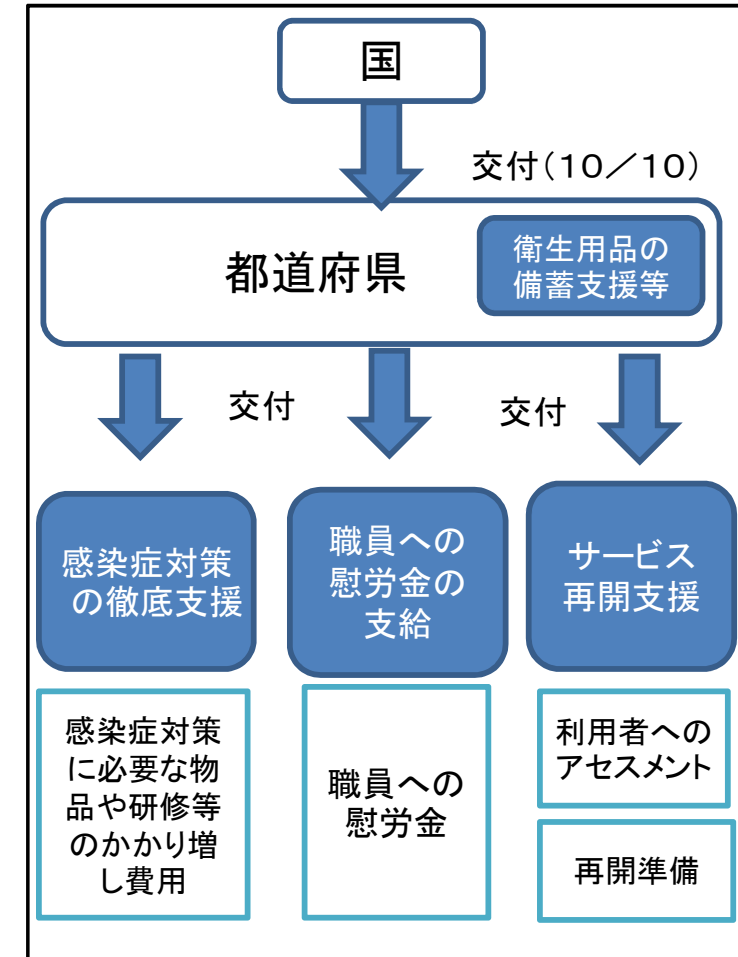 国
交付（１０／１０）
都道府県
衛生用品の
備蓄支援等
交付
交付
感染症対策
の徹底支援
職員への
慰労金の
支給
サービス
再開支援
感染症対策
に必要な物
品や研修等
のかかり増
し費用
職員への
慰労金
利用者への
アセスメント
再開準備